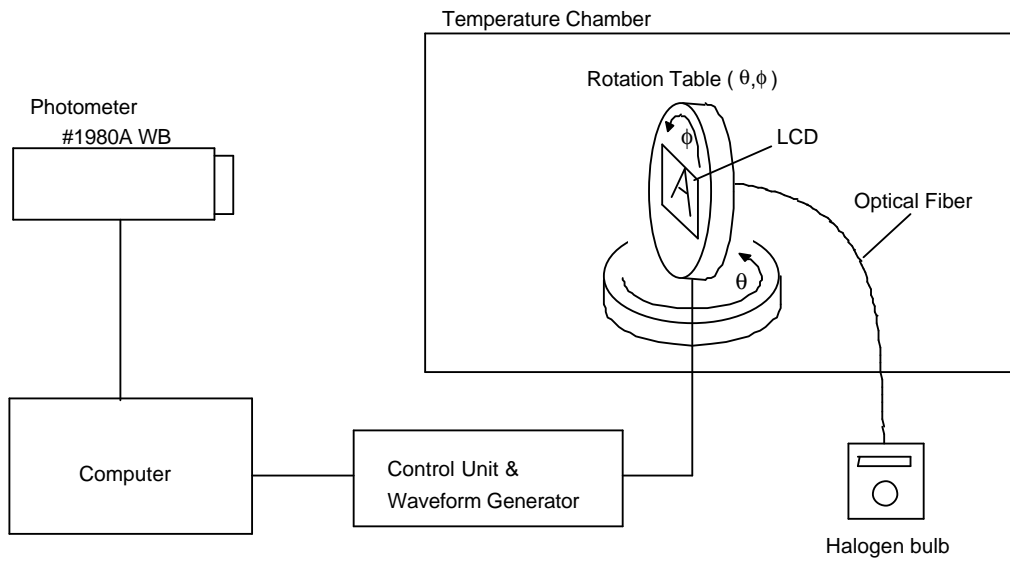 Temperature Chamber
Rotation Table ( θ,ϕ )
Photometer
#1980A WB
ϕ
LCD
A
Optical Fiber
θ
Computer
Control Unit &
Waveform Generator
Halogen bulb